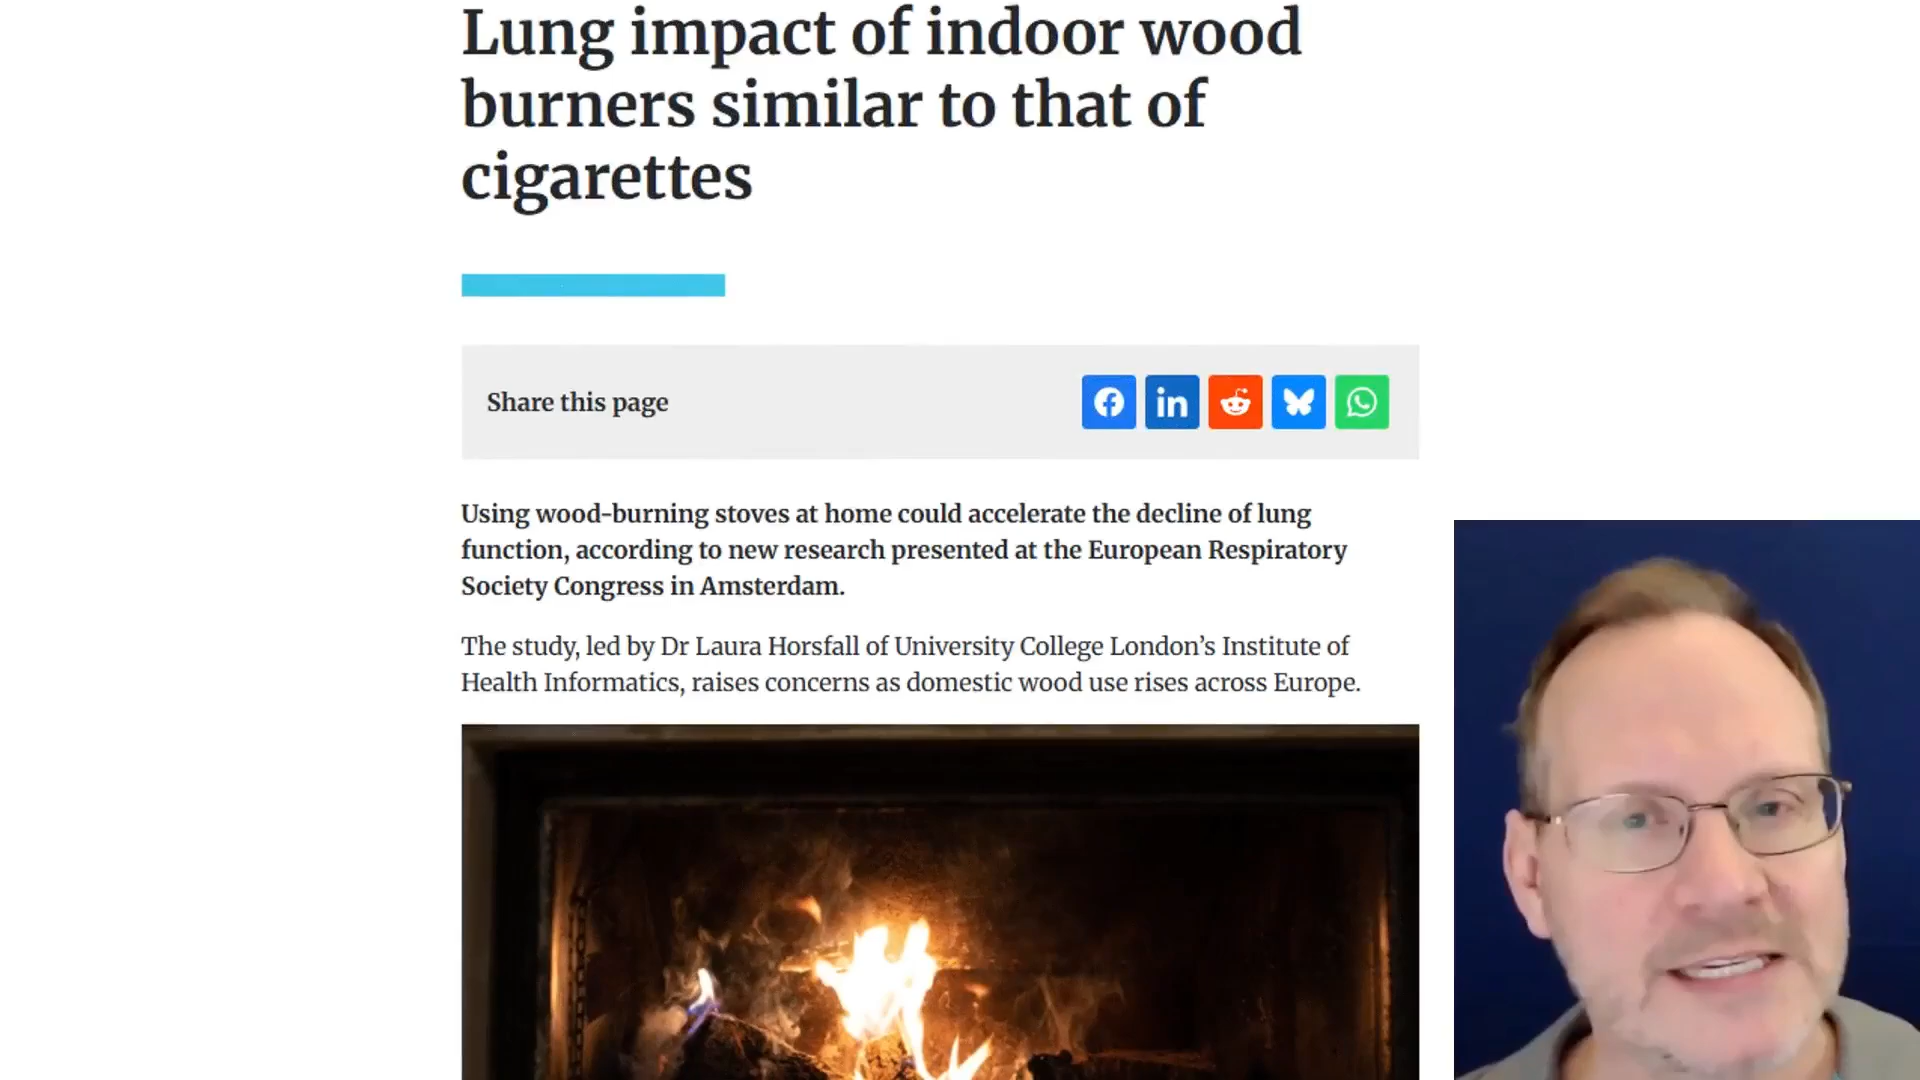 Lung impact of indoor wood
burners similar to that of
cigarettes
Share this page
in
Using wood-burning stoves at home could accelerate the decline of lung
function, according to new research presented at the European Respiratory
Society Congress in Amsterdam.
The study, led by Dr Laura Horsfall of University College London’s Institute of
Health Informatics, raises concerns as domestic wood use rises across Europe.